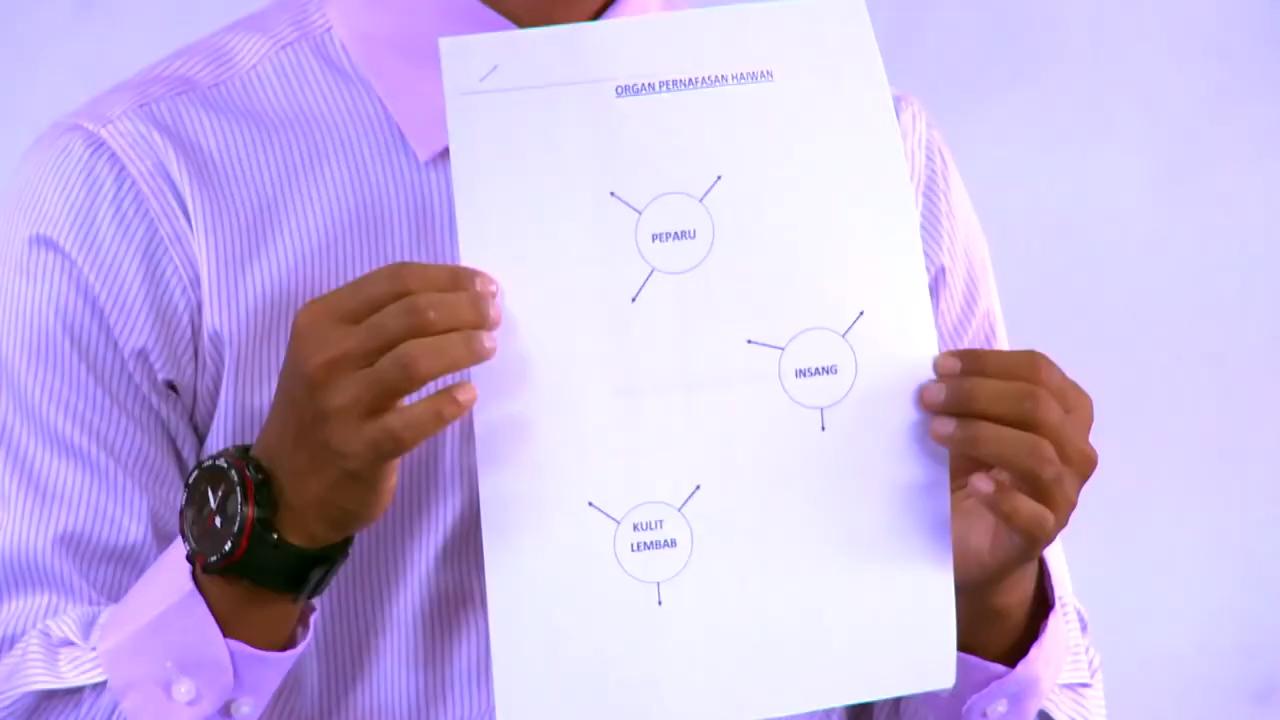 ORGAN PERNAFASAN HAIWAN
PEPARU
INSANG
KULIT
LEMBAB